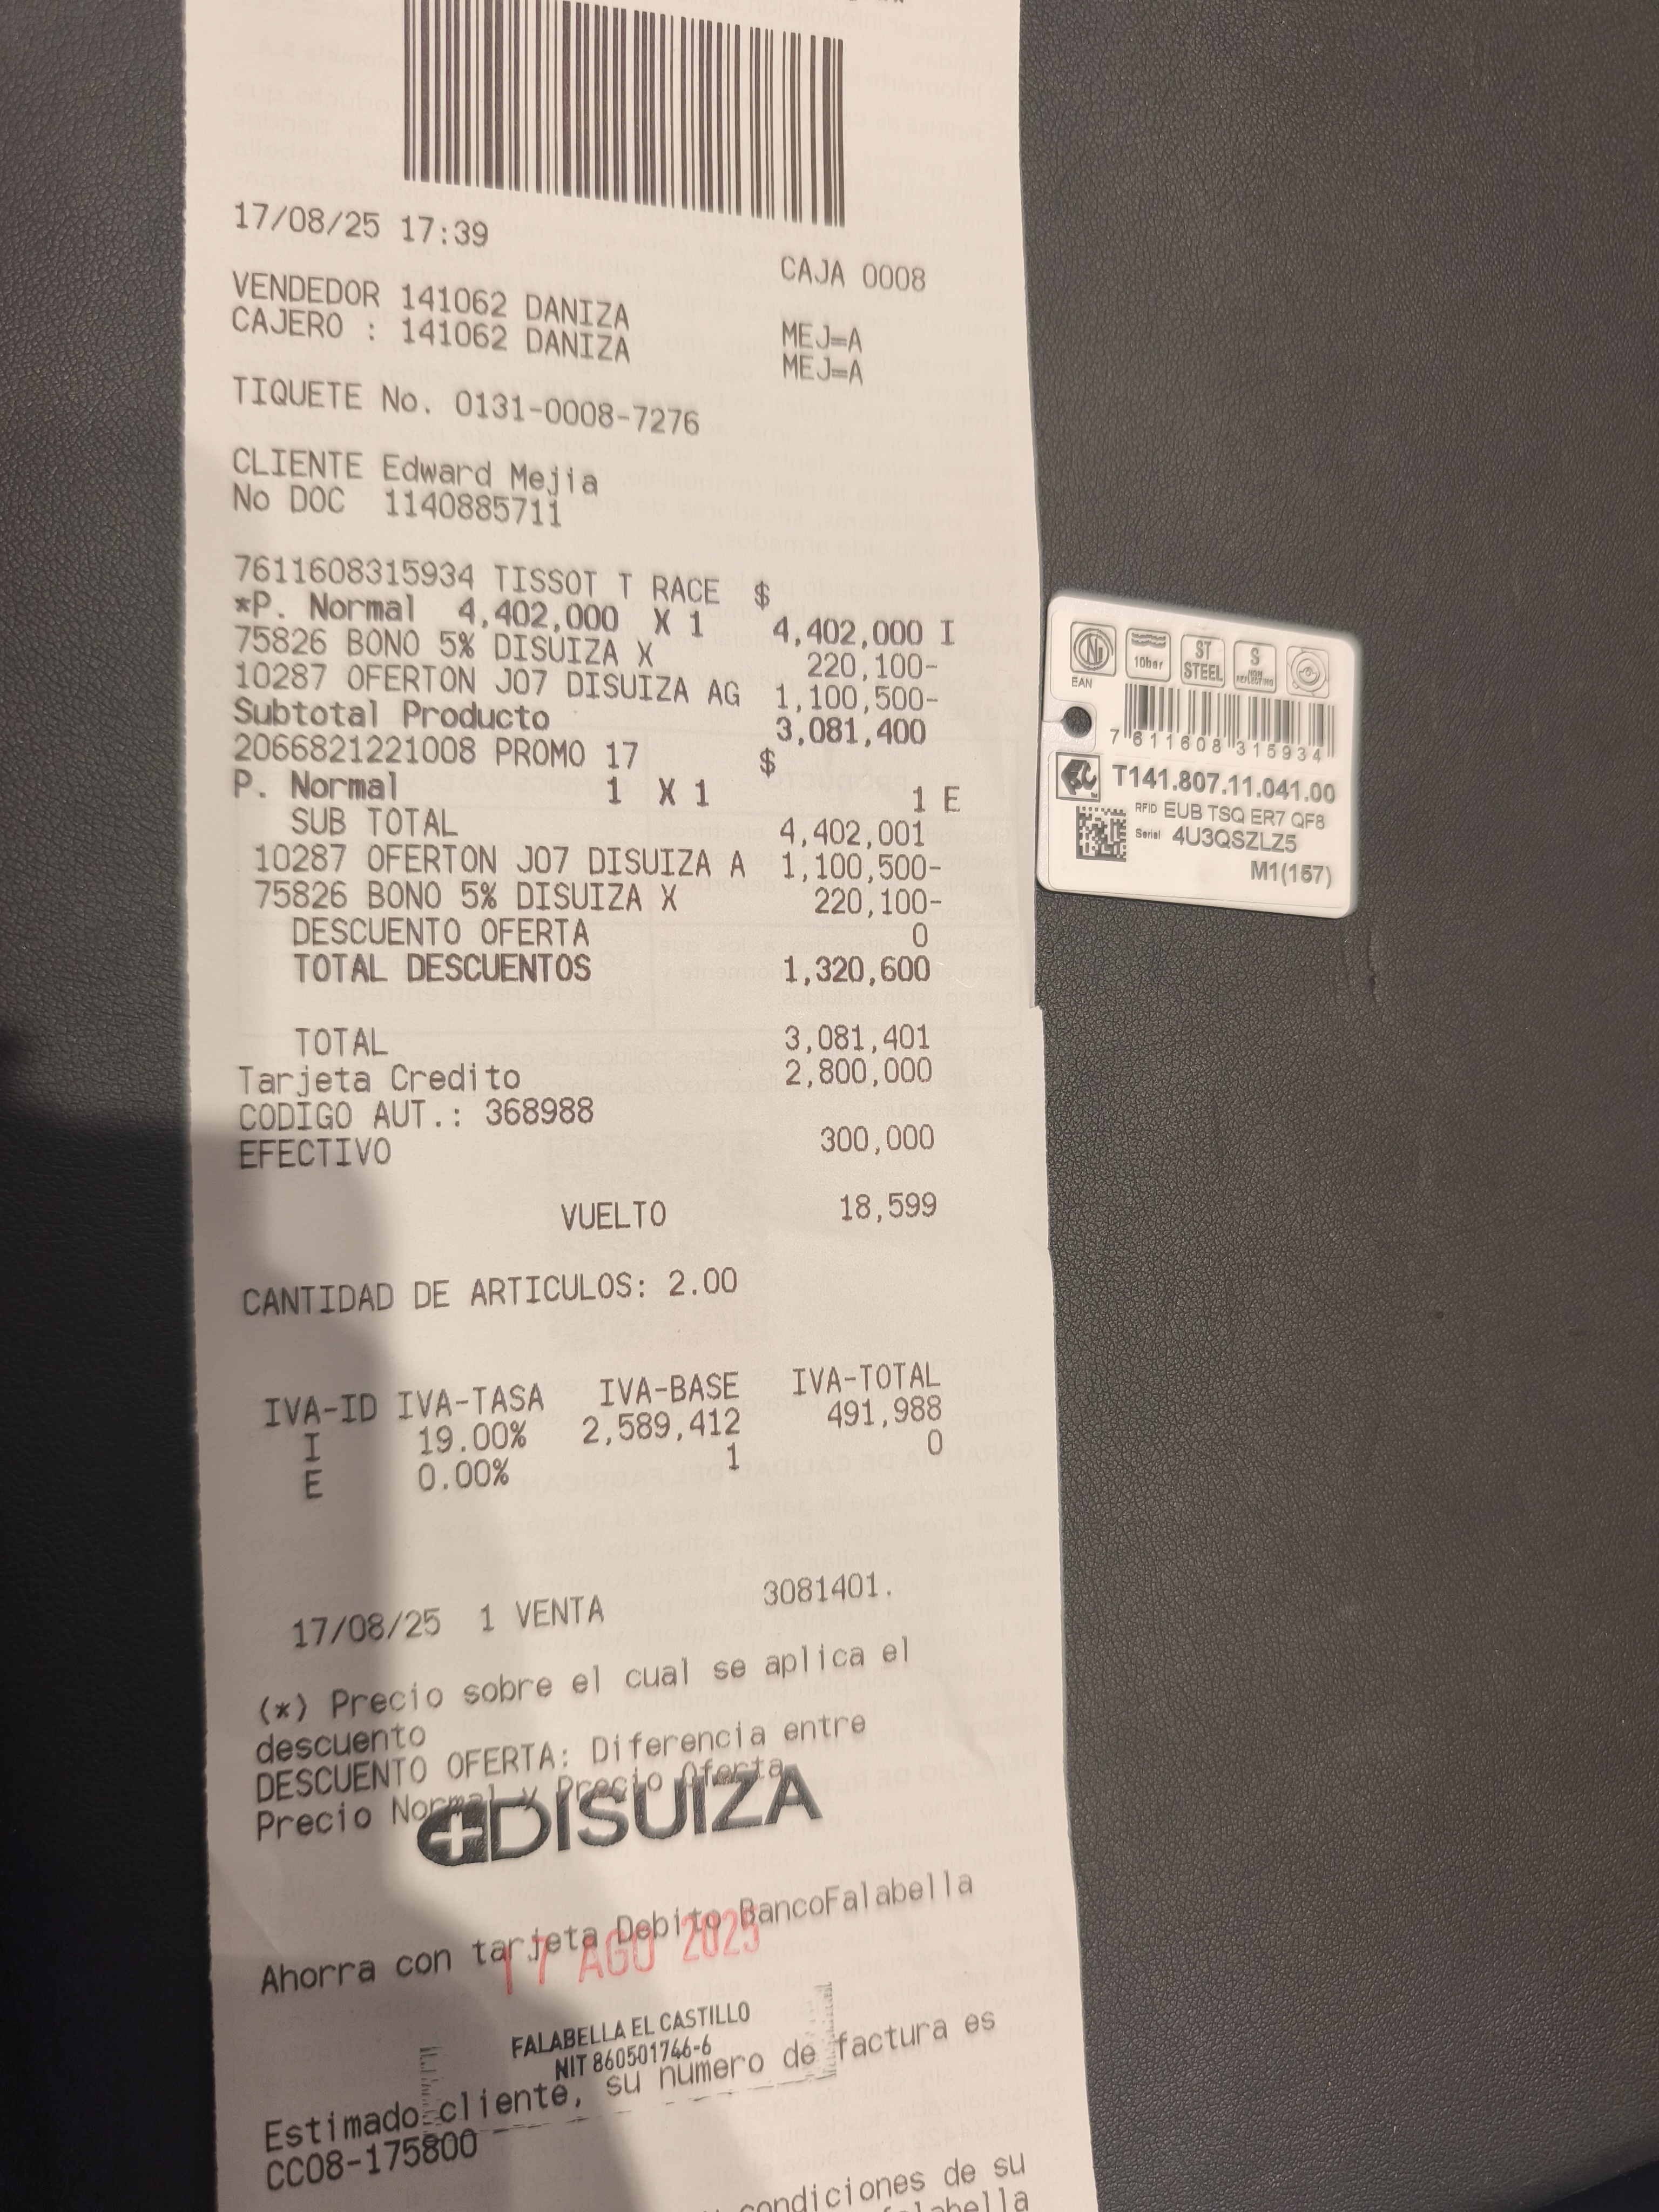 17/08/25 17:39
CAJA 0008
VENDEDOR 141062 DANIZA MEJ=A
CAJERO : 141062 DANIZA MEJ=A
TIQUETE No. 0131-0008-7276
CLIENTE Edward Mejia
No DOC 1140885711
7611608315934 TISSOT T RACE $
*P. Normal 4,402,000 X 1 4,402,000 I
75826 BONO 5% DISUIZA X 220,100-
10287 OFERTON J07 DISUIZA AG 1,100,500-
Subtotal Producto 3,081,400
2066821221008 PROMO 17 $
P. Normal 1 X 1 1 E
SUB TOTAL 4,402,001
10287 OFERTON J07 DISUIZA A 1,100,500-
75826 BONO 5% DISUIZA X 220,100-
DESCUENTO OFERTA 0
TOTAL DESCUENTOS 1,320,600
TOTAL 3,081,401
Tarjeta Credito 2,800,000
CODIGO AUT.: 368988
EFECTIVO 300,000
VUELTO 18,599
CANTIDAD DE ARTICULOS: 2.00
IVA-ID IVA-TASA IVA-BASE IVA-TOTAL
I 19.00% 2,589,412 491,988
E 0.00% 1 0
17/08/25 1 VENTA 3081401.
(*) Precio sobre el cual se aplica el
descuento
DESCUENTO OFERTA: Diferencia entre
Precio Normal y Precio Oferta
DISUIZA
Ahorra con tarjeta Debito BancoFalabella
17 AGO 2025
FALABELLA EL CASTILLO
NIT 860501746-6
Estimado cliente, su numero de factura es
CC08-175800
condiciones de su
EAN
10bar
ST
STEEL
S
NON
REFLECTING
7 611608 315934
T141.807.11.041.00
RFID EUB TSQ ER7 QF8
Serial 4U3QSZLZ5
M1(157)